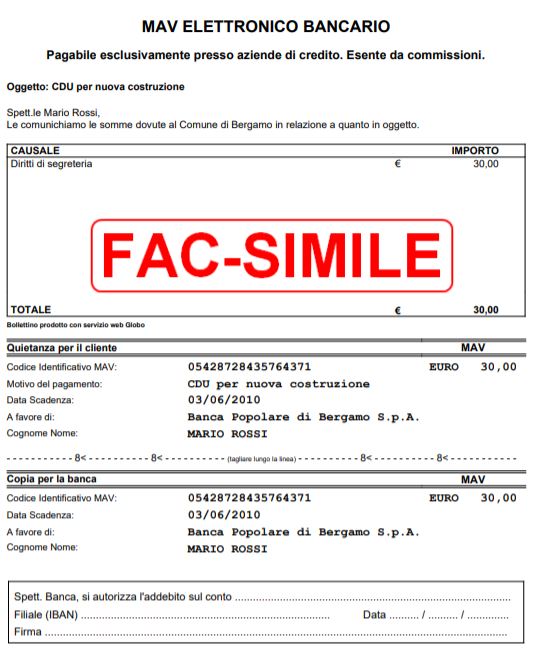 MAV ELETTRONICO BANCARIO
Pagabile esclusivamente presso aziende di credito. Esente da commissioni.
Oggetto: CDU per nuova costruzione
Spett.le Mario Rossi,
Le comunichiamo le somme dovute al Comune di Bergamo in relazione a quanto in oggetto.
CAUSALE IMPORTO
Diritti di segreteria € 30,00
FAC-SIMILE
TOTALE € 30,00
Bollettino prodotto con servizio web Globo
Quietanza per il cliente MAV
Codice Identificativo MAV: 05428728435764371 EURO 30,00
Motivo del pagamento: CDU per nuova costruzione
Data Scadenza: 03/06/2010
A favore di: Banca Popolare di Bergamo S.p.A.
Cognome Nome: MARIO ROSSI
- - - - - - - - - - 8< - - - - - - - - - - 8< - - - - - - - - - (tagliare lungo la linea) - - - - - - - - - 8< - - - - - - - - - - 8< - - - - - - - - - -
Copia per la banca MAV
Codice Identificativo MAV: 05428728435764371 EURO 30,00
Data Scadenza: 03/06/2010
A favore di: Banca Popolare di Bergamo S.p.A.
Cognome Nome: MARIO ROSSI
Spett. Banca, si autorizza l'addebito sul conto ..........
Filiale (IBAN) .......... Data .......... / .......... / ..........
Firma ..........